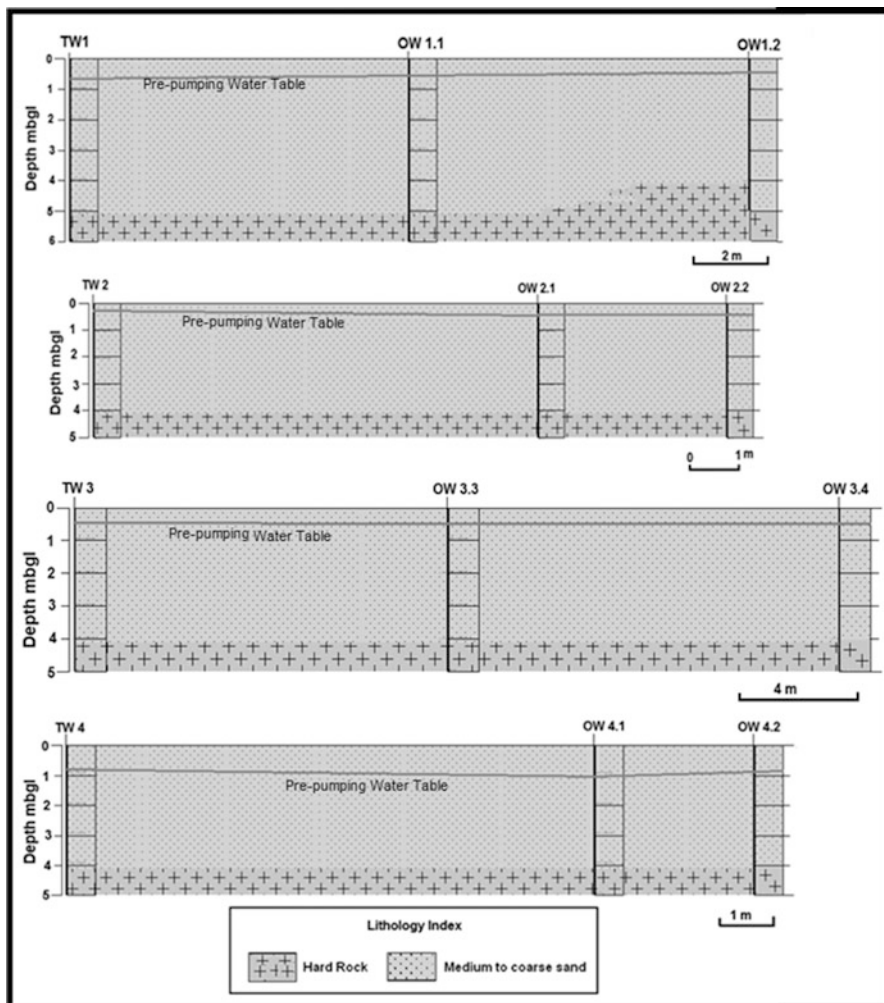 TW1 OW 1.1 OW1.2
0
Pre-pumping Water Table
1
2
Depth mbgl
3
4
5
6
2 m
TW 2 OW 2.1 OW 2.2
0
Pre-pumping Water Table
1
2
Depth mbgl
3
4
5
0 1 m
TW 3 OW 3.3 OW 3.4
0
Pre-pumping Water Table
1
2
Depth mbgl
3
4
5
4 m
TW 4 OW 4.1 OW 4.2
0
1
Pre-pumping Water Table
2
Depth mbgl
3
4
5
1 m
Lithology Index
Hard Rock Medium to coarse sand